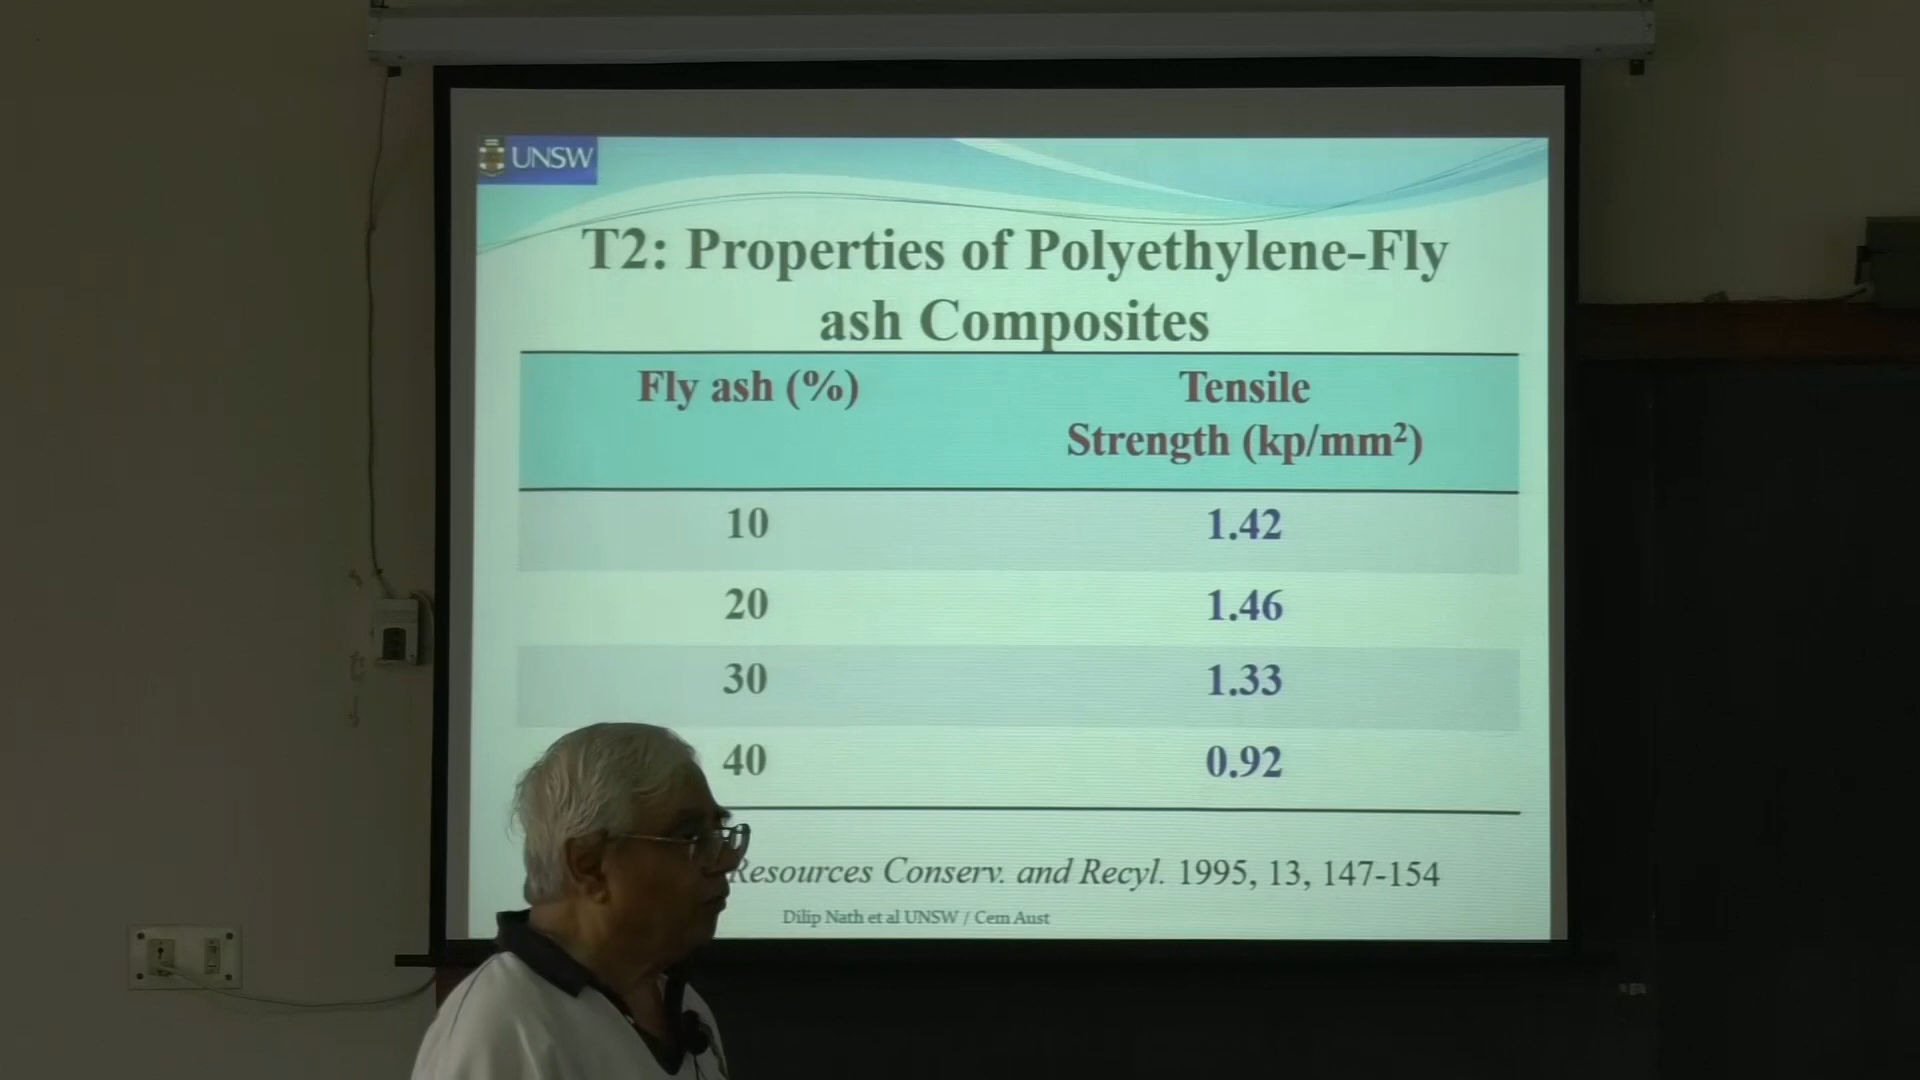 UNSW
T2: Properties of Polyethylene-Fly
ash Composites
Fly ash (%) Tensile
Strength (kp/mm²)
10 1.42
20 1.46
30 1.33
40 0.92
Resources Conserv. and Recyl. 1995, 13, 147-154
Dilip Nath et al UNSW / Cem Aust